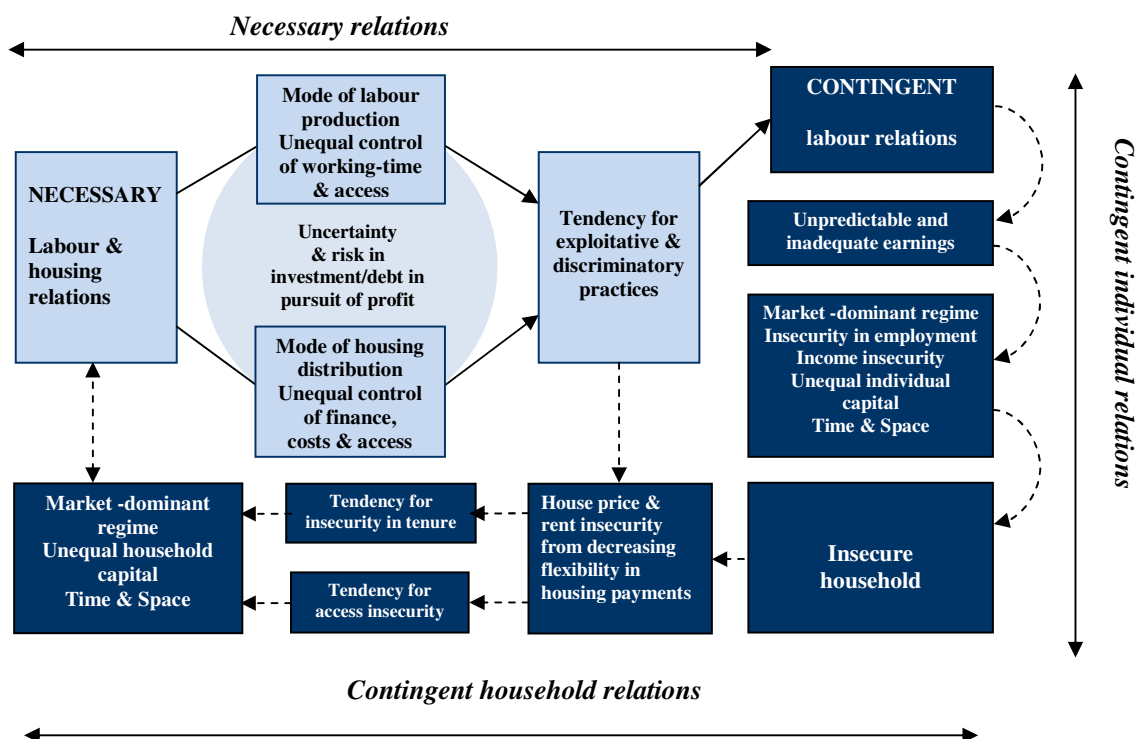 Necessary relations
Mode of labour
production
Unequal control
of working-time
& access
CONTINGENT
labour relations
NECESSARY
Labour &
housing
relations
Uncertainty
& risk in
investment/debt in
pursuit of profit
Tendency for
exploitative &
discriminatory
practices
Unpredictable and
inadequate earnings
Mode of housing
distribution
Unequal control
of finance,
costs & access
Market -dominant regime
Insecurity in employment
Income insecurity
Unequal individual
capital
Time & Space
Contingent individual relations
Market -dominant
regime
Unequal household
capital
Time & Space
Tendency for
insecurity in tenure
Tendency for
access insecurity
House price &
rent insecurity
from decreasing
flexibility in
housing payments
Insecure
household
Contingent household relations